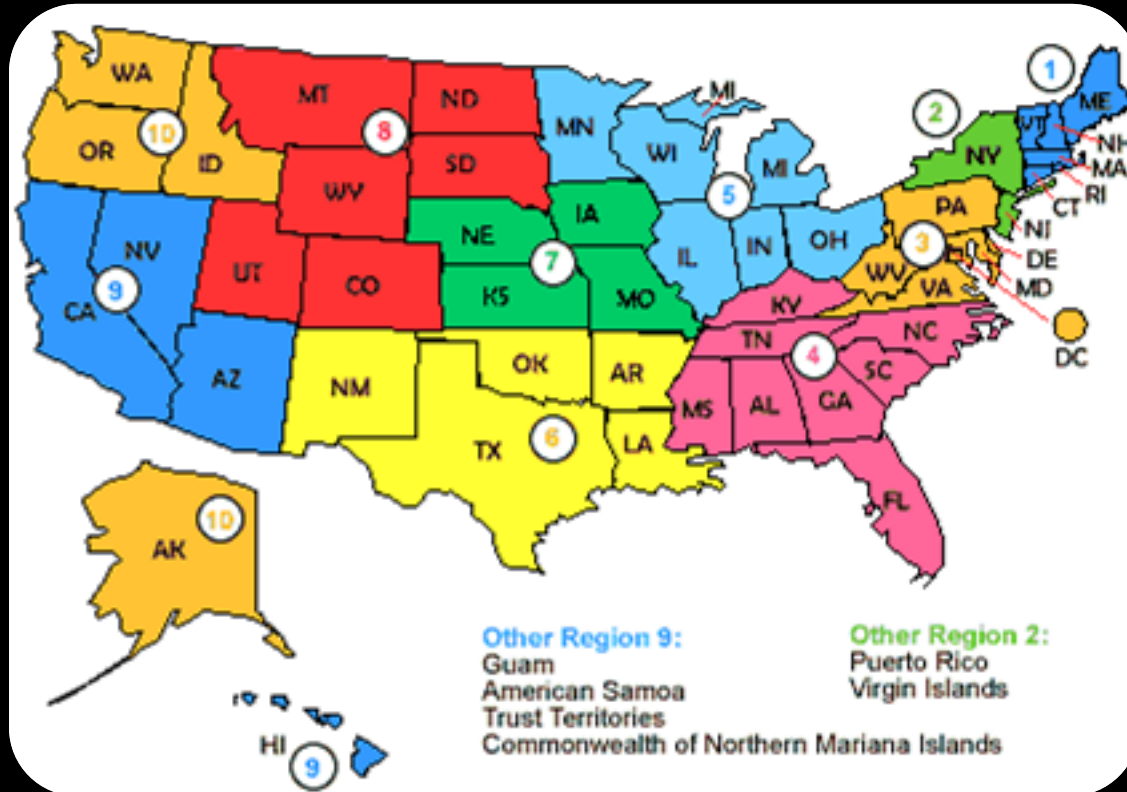 1
MI
WA
ME
MT
8
ND
2
MN
VT
10
NH
OR
WI
MI
NY
MA
ID
SD
RI
WY
5
CT
PA
IA
NJ
NV
NE
IL
IN
OH
3
DE
7
WV
UT
CO
KS
MO
VA
MD
9
CA
KY
NC
TN
4
DC
OK
SC
AZ
NM
AR
MS
AL
GA
TX
6
LA
FL
10
AK
Other Region 9:
Guam
American Samoa
Trust Territories
Commonwealth of Northern Mariana Islands
Other Region 2:
Puerto Rico
Virgin Islands
HI
9